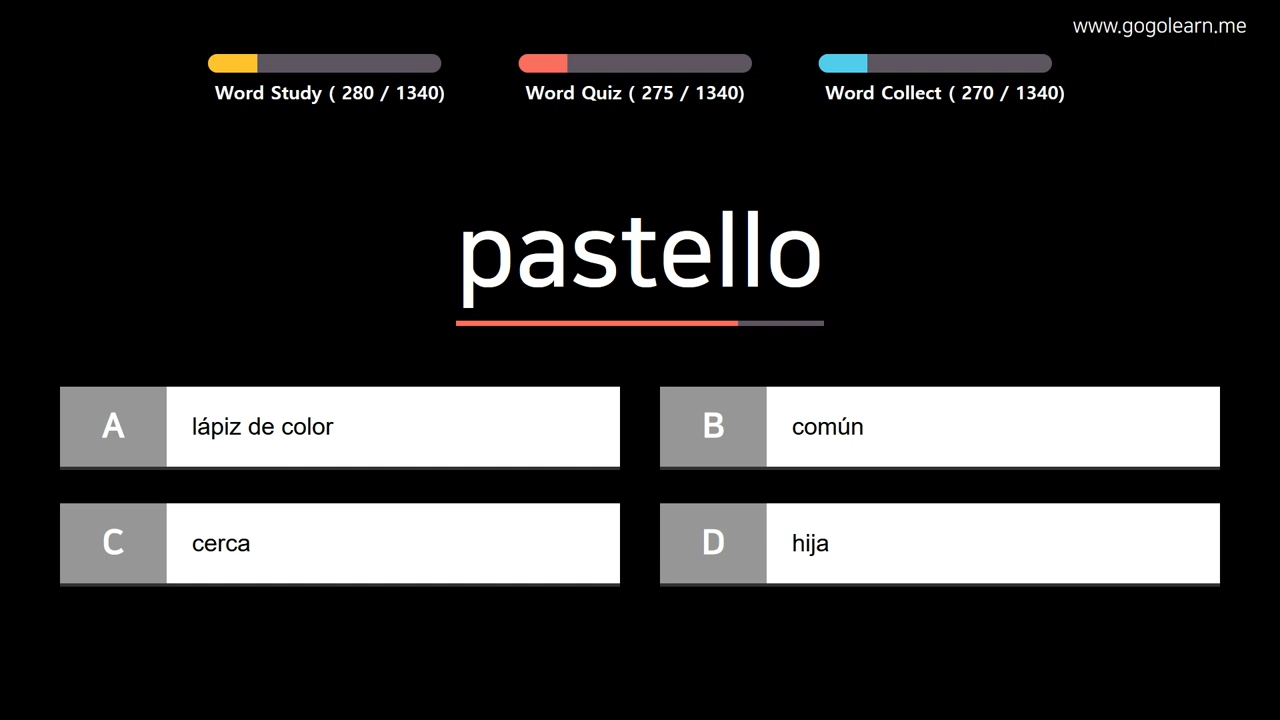 www.gogolearn.me
Word Study ( 280 / 1340)
Word Quiz ( 275 / 1340)
Word Collect ( 270 / 1340)
pastello
A lápiz de color
B común
C cerca
D hija